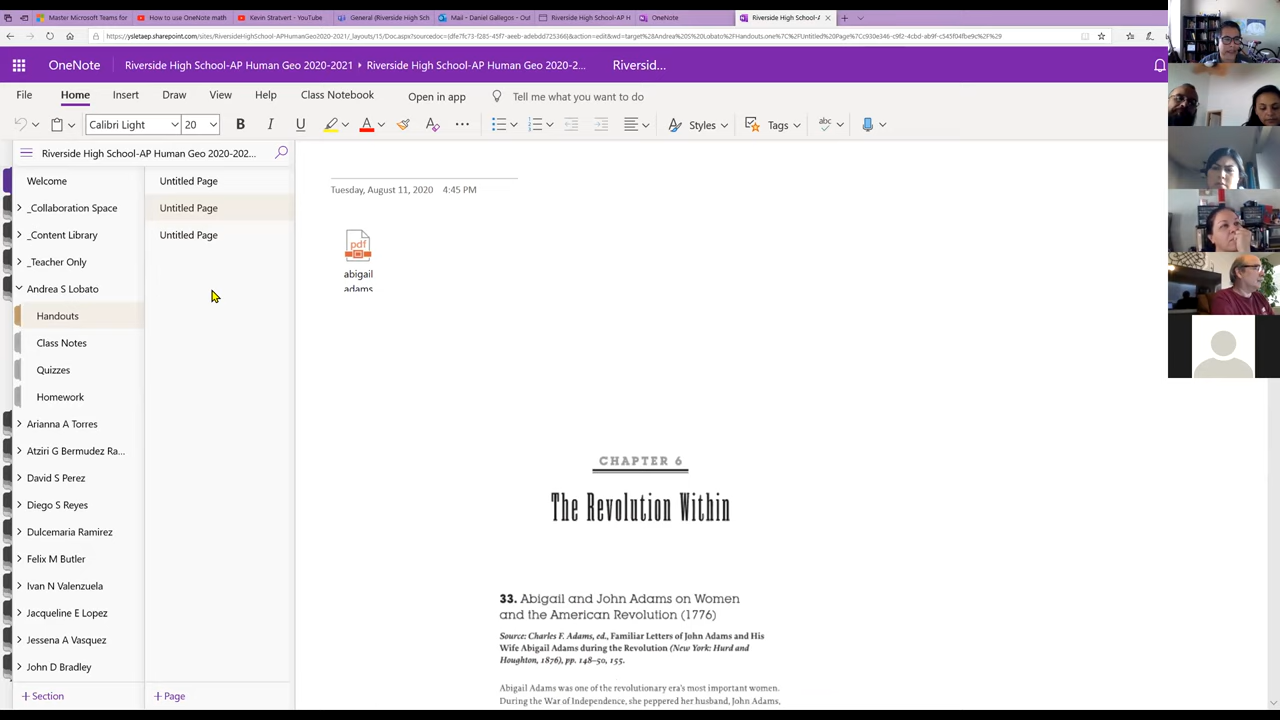 Master Microsoft Teams for
How to use OneNote math
Kevin Stratvert - YouTube
General (Riverside High Sch
Mail - Daniel Gallegos - Out
Riverside High School-AP H
OneNote
Riverside High School-A
OneNote
Riverside High School-AP Human Geo 2020-2021
Riverside High School-AP Human Geo 2020-2...
Riversid...
File
Home
Insert
Draw
View
Help
Class Notebook
Open in app
Tell me what you want to do
Calibri Light
20
B
I
U
A
Styles
Tags
abc
Riverside High School-AP Human Geo 2020-202...
Welcome
_Collaboration Space
_Content Library
_Teacher Only
Andrea S Lobato
Handouts
Class Notes
Quizzes
Homework
Arianna A Torres
Atziri G Bermudez Ra...
David S Perez
Diego S Reyes
Dulcemaria Ramirez
Felix M Butler
Ivan N Valenzuela
Jacqueline E Lopez
Jessena A Vasquez
John D Bradley
+ Section
Untitled Page
Untitled Page
Untitled Page
+ Page
Tuesday, August 11, 2020 4:45 PM
pdf
abigail
adams
CHAPTER 6
The Revolution Within
33. Abigail and John Adams on Women
and the American Revolution (1776)
Source: Charles F. Adams, ed., Familiar Letters of John Adams and His
Wife Abigail Adams during the Revolution (New York: Hurd and
Houghton, 1876), pp. 148–50, 155.
Abigail Adams was one of the revolutionary era's most important women.
During the War of Independence, she peppered her husband, John Adams,